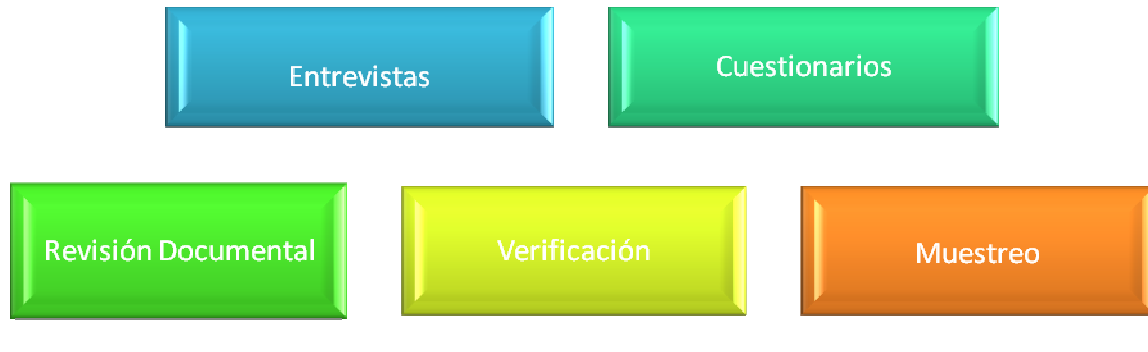 Entrevistas
Cuestionarios
Revisión Documental
Verificación
Muestreo